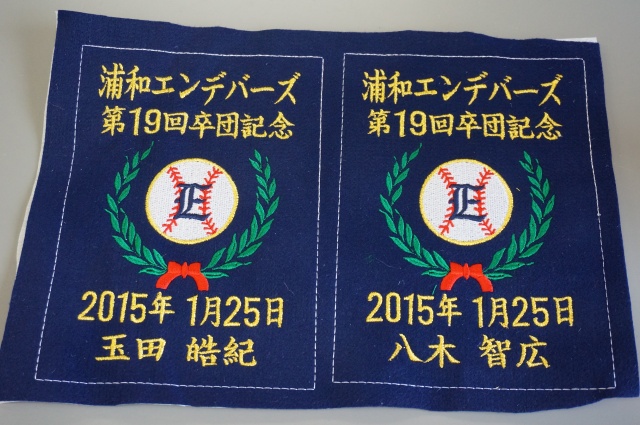 浦和エンデバーズ
第19回卒団記念
E
2015年 1月25日
玉田 皓紀
浦和エンデバーズ
第19回卒団記念
E
2015年 1月25日
八木 智広